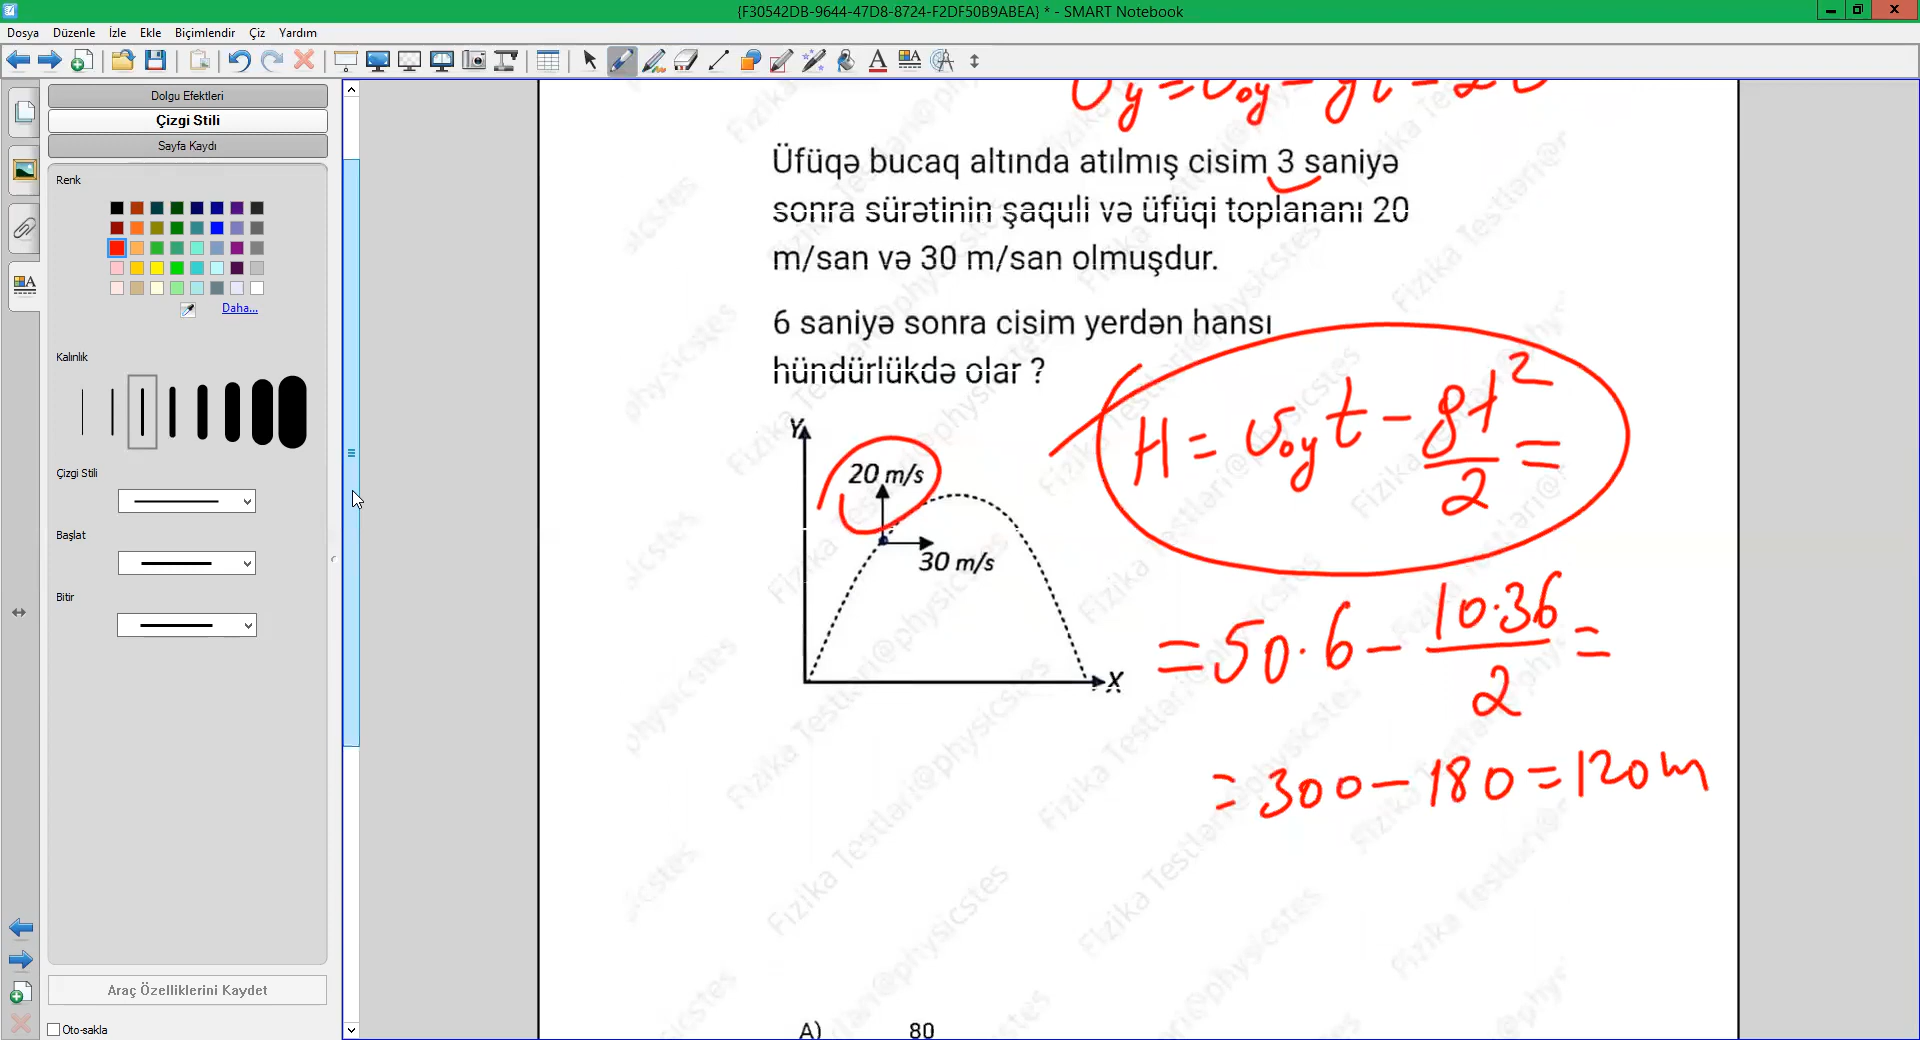 {F30542DB-9644-47D8-8724-F2DF50B9ABEA} * - SMART Notebook
Dosya Düzenle İzle Ekle Biçimlendir Çiz Yardım
Dolgu Efektleri
Çizgi Stili
Sayfa Kaydı
Renk
Daha...
Kalınlık
Çizgi Stili
Başlat
Bitir
Araç Özelliklerini Kaydet
Oto-sakla
Üfüqə bucaq altında atılmış cisim 3 saniyə
sonra sürətinin şaquli və üfüqi toplananı 20
m/san və 30 m/san olmuşdur.
6 saniyə sonra cisim yerdən hansı
hündürlükdə olar ?
Y
20 m/s
30 m/s
X
H = υ₀y t - gt²/2 =
= 50·6 - 10·36/2 =
= 300 - 180 = 120 m
A) 80
Fizika Testləri@physicstes